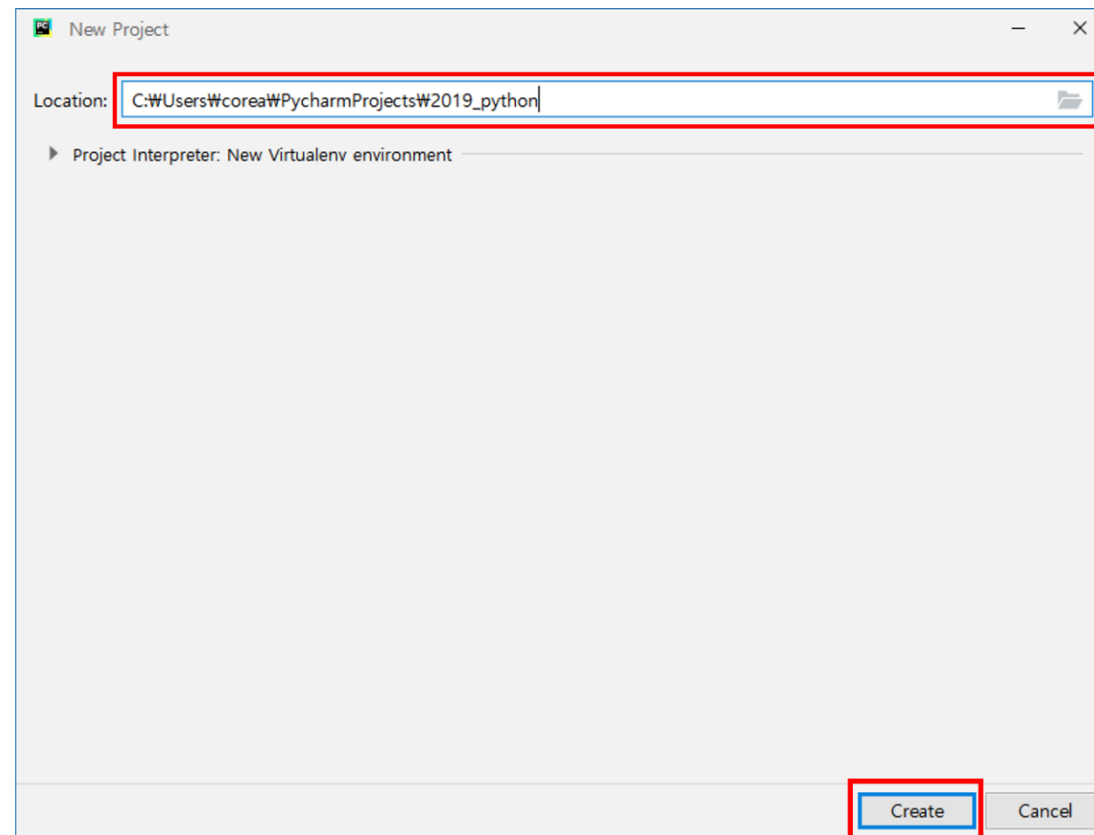 New Project
Location: C:₩Users₩corea₩PycharmProjects₩2019_python
Project Interpreter: New Virtualenv environment
Create Cancel